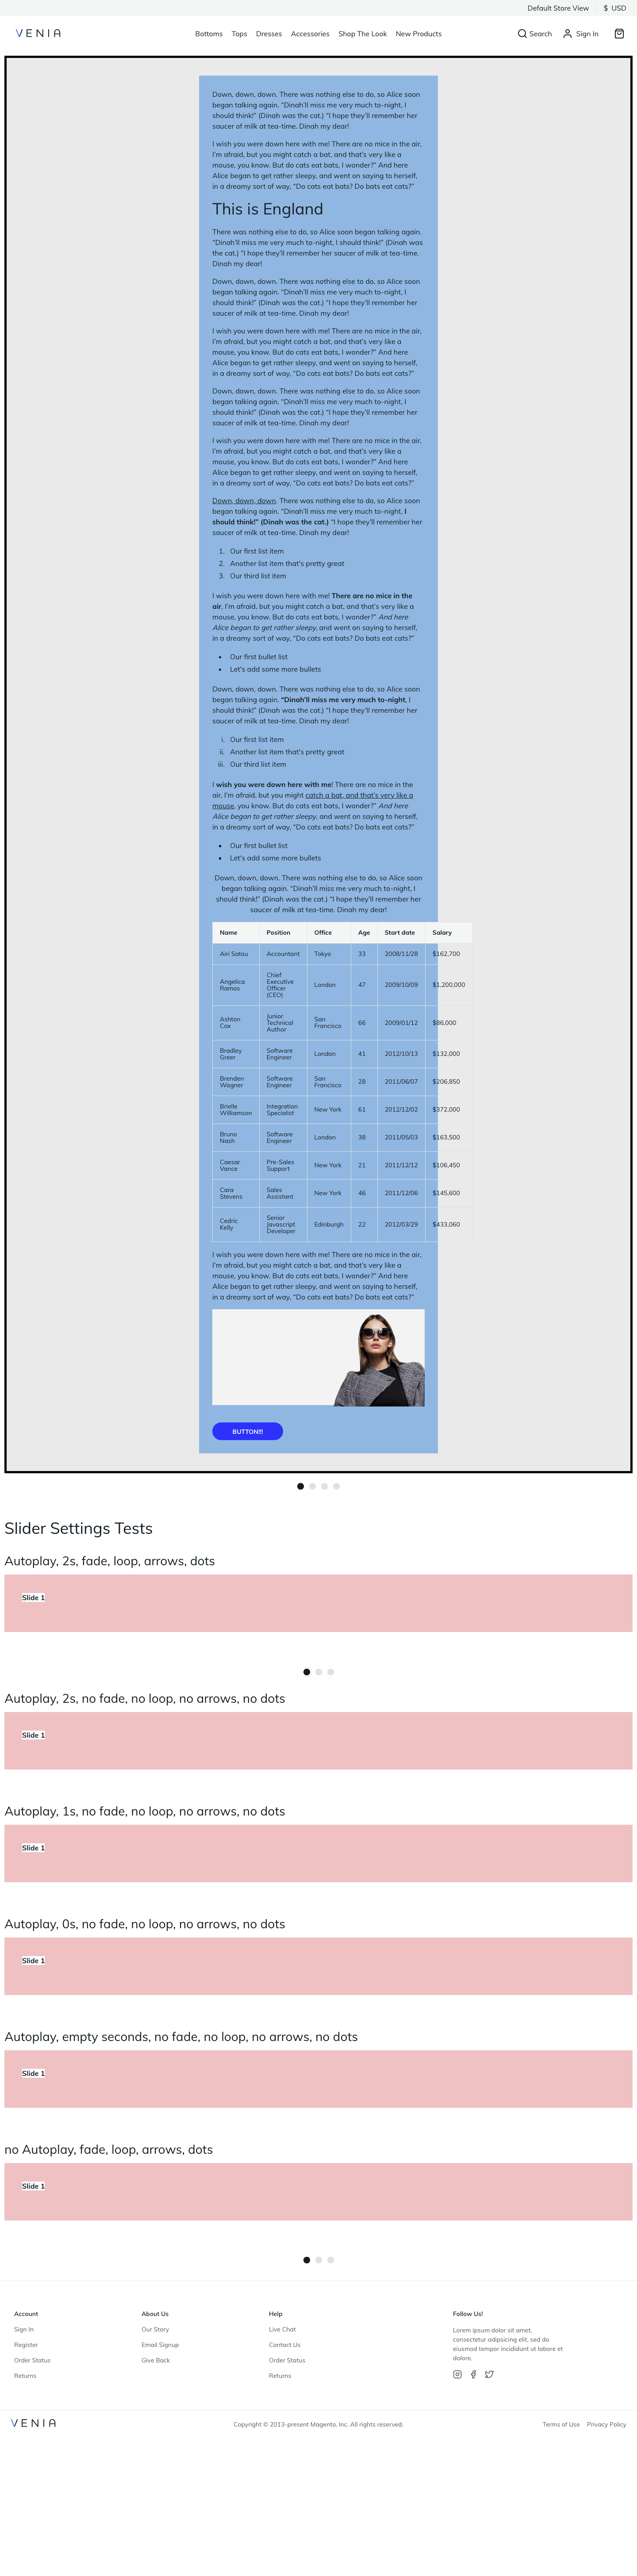 Default Store View $ USD
VENIA Bottoms Tops Dresses Accessories Shop The Look New Products Search Sign In
Down, down, down. There was nothing else to do, so Alice soon
began talking again. “Dinah’ll miss me very much to-night, I
should think!” (Dinah was the cat.) “I hope they’ll remember her
saucer of milk at tea-time. Dinah my dear!
I wish you were down here with me! There are no mice in the air,
I’m afraid, but you might catch a bat, and that’s very like a
mouse, you know. But do cats eat bats, I wonder?” And here
Alice began to get rather sleepy, and went on saying to herself,
in a dreamy sort of way, “Do cats eat bats? Do bats eat cats?”
This is England
There was nothing else to do, so Alice soon began talking again.
“Dinah’ll miss me very much to-night, I should think!” (Dinah was
the cat.) “I hope they’ll remember her saucer of milk at tea-time.
Dinah my dear!
Down, down, down. There was nothing else to do, so Alice soon
began talking again. “Dinah’ll miss me very much to-night, I
should think!” (Dinah was the cat.) “I hope they’ll remember her
saucer of milk at tea-time. Dinah my dear!
I wish you were down here with me! There are no mice in the air,
I’m afraid, but you might catch a bat, and that’s very like a
mouse, you know. But do cats eat bats, I wonder?” And here
Alice began to get rather sleepy, and went on saying to herself,
in a dreamy sort of way, “Do cats eat bats? Do bats eat cats?”
Down, down, down. There was nothing else to do, so Alice soon
began talking again. “Dinah’ll miss me very much to-night, I
should think!” (Dinah was the cat.) “I hope they’ll remember her
saucer of milk at tea-time. Dinah my dear!
I wish you were down here with me! There are no mice in the air,
I’m afraid, but you might catch a bat, and that’s very like a
mouse, you know. But do cats eat bats, I wonder?” And here
Alice began to get rather sleepy, and went on saying to herself,
in a dreamy sort of way, “Do cats eat bats? Do bats eat cats?”
Down, down, down. There was nothing else to do, so Alice soon
began talking again. “Dinah’ll miss me very much to-night, I
should think!” (Dinah was the cat.) “I hope they’ll remember her
saucer of milk at tea-time. Dinah my dear!
1. Our first list item
2. Another list item that's pretty great
3. Our third list item
I wish you were down here with me! There are no mice in the
air, I’m afraid, but you might catch a bat, and that’s very like a
mouse, you know. But do cats eat bats, I wonder?” And here
Alice began to get rather sleepy, and went on saying to herself,
in a dreamy sort of way, “Do cats eat bats? Do bats eat cats?”
• Our first bullet list
• Let's add some more bullets
Down, down, down. There was nothing else to do, so Alice soon
began talking again. “Dinah’ll miss me very much to-night, I
should think!” (Dinah was the cat.) “I hope they’ll remember her
saucer of milk at tea-time. Dinah my dear!
i. Our first list item
ii. Another list item that's pretty great
iii. Our third list item
I wish you were down here with me! There are no mice in the
air, I’m afraid, but you might catch a bat, and that’s very like a
mouse, you know. But do cats eat bats, I wonder?” And here
Alice began to get rather sleepy, and went on saying to herself,
in a dreamy sort of way, “Do cats eat bats? Do bats eat cats?”
• Our first bullet list
• Let's add some more bullets
Down, down, down. There was nothing else to do, so Alice soon
began talking again. “Dinah’ll miss me very much to-night, I
should think!” (Dinah was the cat.) “I hope they’ll remember her
saucer of milk at tea-time. Dinah my dear!
Name Position Office Age Start date Salary
Airi Satou Accountant Tokyo 33 2008/11/28 $162,700
Angelica Ramos Chief Executive Officer (CEO) London 47 2009/10/09 $1,200,000
Ashton Cox Junior Technical Author San Francisco 66 2009/01/12 $86,000
Bradley Greer Software Engineer London 41 2012/10/13 $132,000
Brenden Wagner Software Engineer San Francisco 28 2011/06/07 $206,850
Brielle Williamson Integration Specialist New York 61 2012/12/02 $372,000
Bruno Nash Software Engineer London 38 2011/05/03 $163,500
Caesar Vance Pre-Sales Support New York 21 2011/12/12 $106,450
Cara Stevens Sales Assistant New York 46 2011/12/06 $145,600
Cedric Kelly Senior Javascript Developer Edinburgh 22 2012/03/29 $433,060
I wish you were down here with me! There are no mice in the air,
I’m afraid, but you might catch a bat, and that’s very like a
mouse, you know. But do cats eat bats, I wonder?” And here
Alice began to get rather sleepy, and went on saying to herself,
in a dreamy sort of way, “Do cats eat bats? Do bats eat cats?”
BUTTON!!!
Slider Settings Tests
Autoplay, 2s, fade, loop, arrows, dots
Slide 1
Autoplay, 2s, no fade, no loop, no arrows, no dots
Slide 1
Autoplay, 1s, no fade, no loop, no arrows, no dots
Slide 1
Autoplay, 0s, no fade, no loop, no arrows, no dots
Slide 1
Autoplay, empty seconds, no fade, no loop, no arrows, no dots
Slide 1
no Autoplay, fade, loop, arrows, dots
Slide 1
Account
Sign In
Register
Order Status
Returns
About Us
Our Story
Email Signup
Give Back
Help
Live Chat
Contact Us
Order Status
Returns
Follow Us!
Lorem ipsum dolor sit amet,
consectetur adipsicing elit, sed do
eiusmod tempor incididunt ut labore et
dolore.
VENIA Copyright © 2013-present Magento, Inc. All rights reserved. Terms of Use Privacy Policy